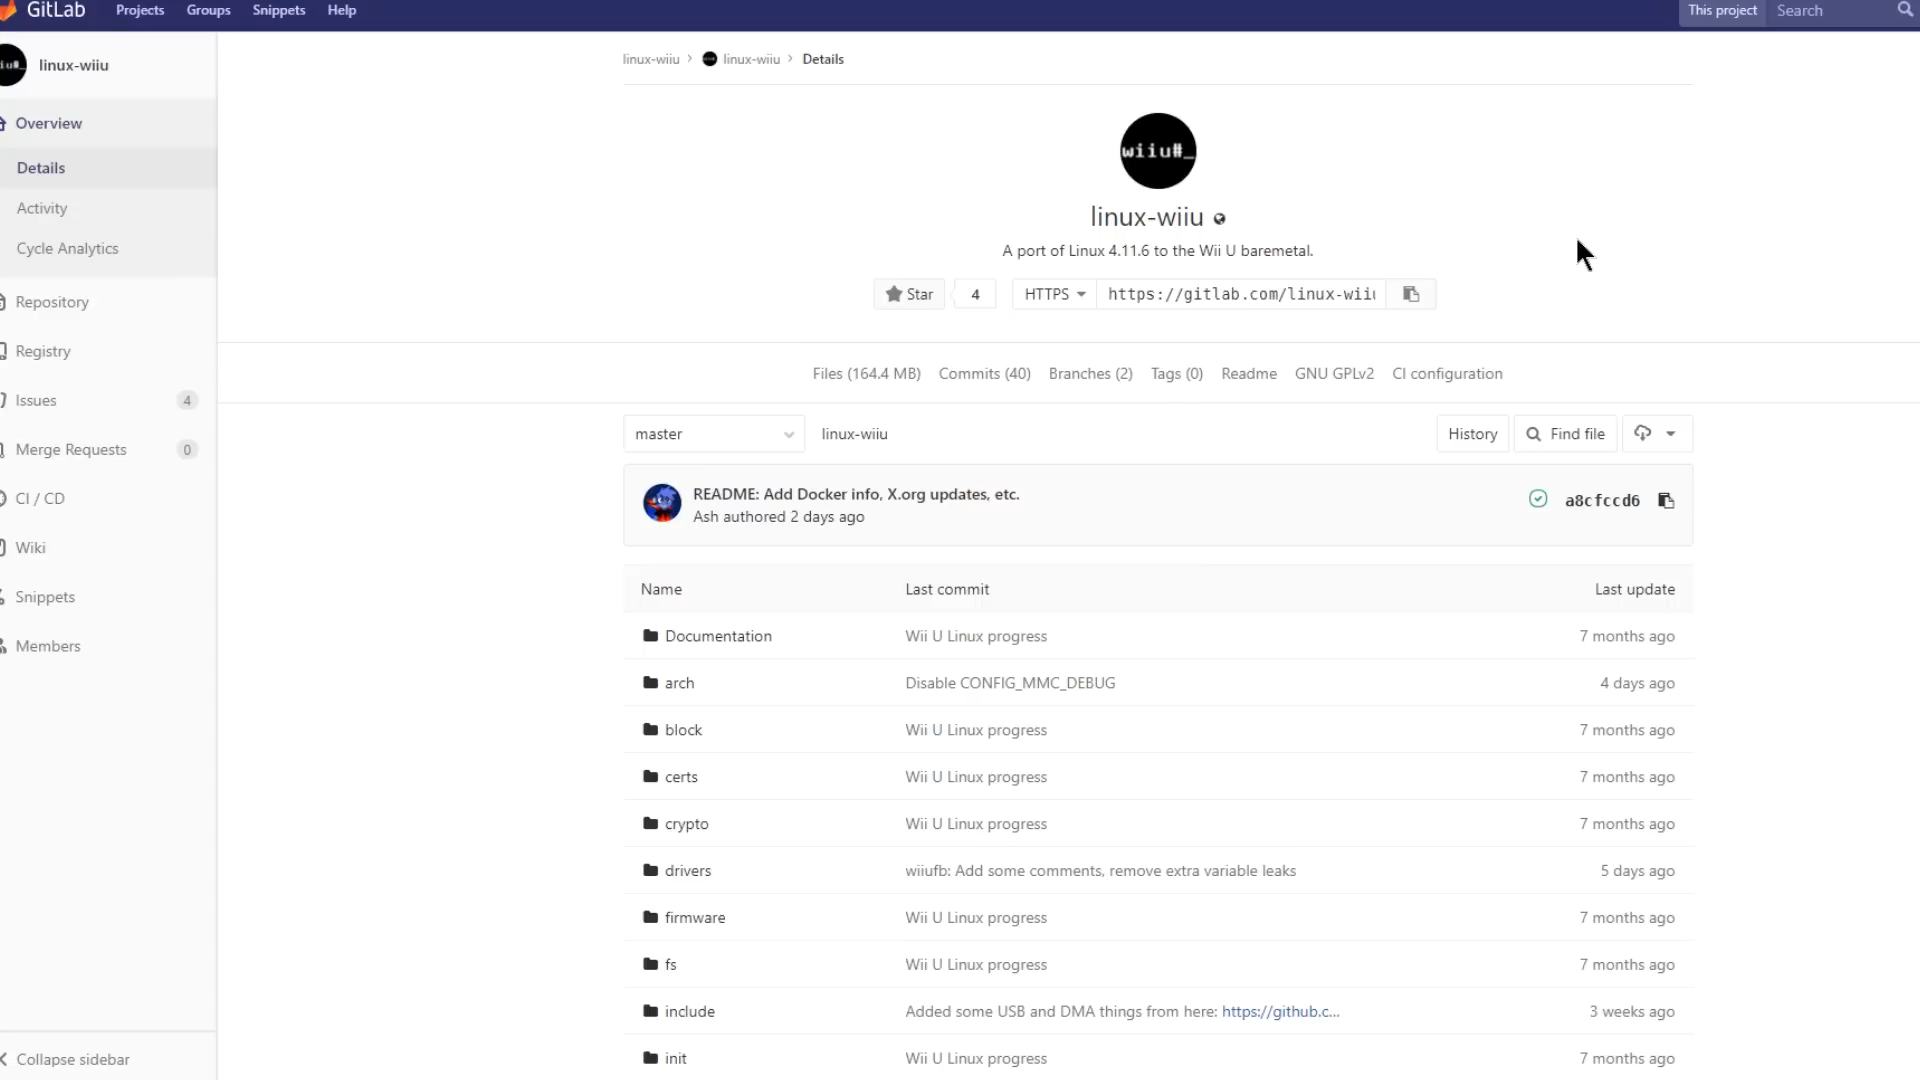 GitLab Projects Groups Snippets Help This project Search
linux-wiiu
Overview
Details
Activity
Cycle Analytics
Repository
Registry
Issues 4
Merge Requests 0
CI / CD
Wiki
Snippets
Members
Collapse sidebar
linux-wiiu > linux-wiiu > Details
wiiu#_
linux-wiiu
A port of Linux 4.11.6 to the Wii U baremetal.
Star 4 HTTPS https://gitlab.com/linux-wiiu
Files (164.4 MB) Commits (40) Branches (2) Tags (0) Readme GNU GPLv2 CI configuration
master linux-wiiu History Find file
README: Add Docker info, X.org updates, etc.
Ash authored 2 days ago a8cfccd6
Name Last commit Last update
Documentation Wii U Linux progress 7 months ago
arch Disable CONFIG_MMC_DEBUG 4 days ago
block Wii U Linux progress 7 months ago
certs Wii U Linux progress 7 months ago
crypto Wii U Linux progress 7 months ago
drivers wiiufb: Add some comments, remove extra variable leaks 5 days ago
firmware Wii U Linux progress 7 months ago
fs Wii U Linux progress 7 months ago
include Added some USB and DMA things from here: https://github.c... 3 weeks ago
init Wii U Linux progress 7 months ago